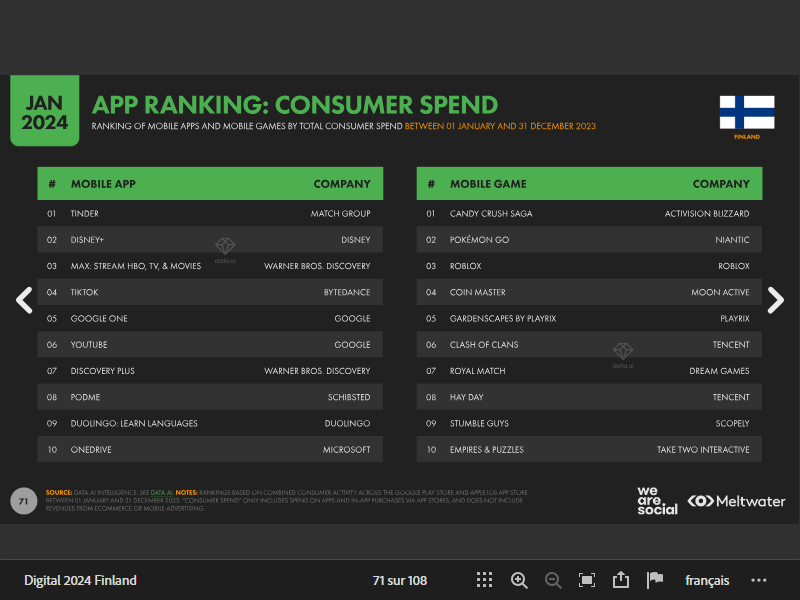 JAN
2024
APP RANKING: CONSUMER SPEND
RANKING OF MOBILE APPS AND MOBILE GAMES BY TOTAL CONSUMER SPEND BETWEEN 01 JANUARY AND 31 DECEMBER 2023
FINLAND
# MOBILE APP COMPANY
01 TINDER MATCH GROUP
02 DISNEY+ DISNEY
03 MAX: STREAM HBO, TV, & MOVIES WARNER BROS. DISCOVERY
04 TIKTOK BYTEDANCE
05 GOOGLE ONE GOOGLE
06 YOUTUBE GOOGLE
07 DISCOVERY PLUS WARNER BROS. DISCOVERY
08 PODME SCHIBSTED
09 DUOLINGO: LEARN LANGUAGES DUOLINGO
10 ONEDRIVE MICROSOFT
data.ai
# MOBILE GAME COMPANY
01 CANDY CRUSH SAGA ACTIVISION BLIZZARD
02 POKÉMON GO NIANTIC
03 ROBLOX ROBLOX
04 COIN MASTER MOON ACTIVE
05 GARDENSCAPES BY PLAYRIX PLAYRIX
06 CLASH OF CLANS TENCENT
07 ROYAL MATCH DREAM GAMES
08 HAY DAY TENCENT
09 STUMBLE GUYS SCOPELY
10 EMPIRES & PUZZLES TAKE TWO INTERACTIVE
data.ai
71
SOURCE: DATA.AI INTELLIGENCE. SEE DATA.AI. NOTES: RANKINGS BASED ON COMBINED CONSUMER ACTIVITY ACROSS THE GOOGLE PLAY STORE AND APPLE IOS APP STORE
BETWEEN 01 JANUARY AND 31 DECEMBER 2023. "CONSUMER SPEND" ONLY INCLUDES SPEND ON APPS AND IN-APP PURCHASES VIA APP STORES, AND DOES NOT INCLUDE
REVENUES FROM ECOMMERCE OR MOBILE ADVERTISING.
we
are.
social
Meltwater
Digital 2024 Finland
71 sur 108
français